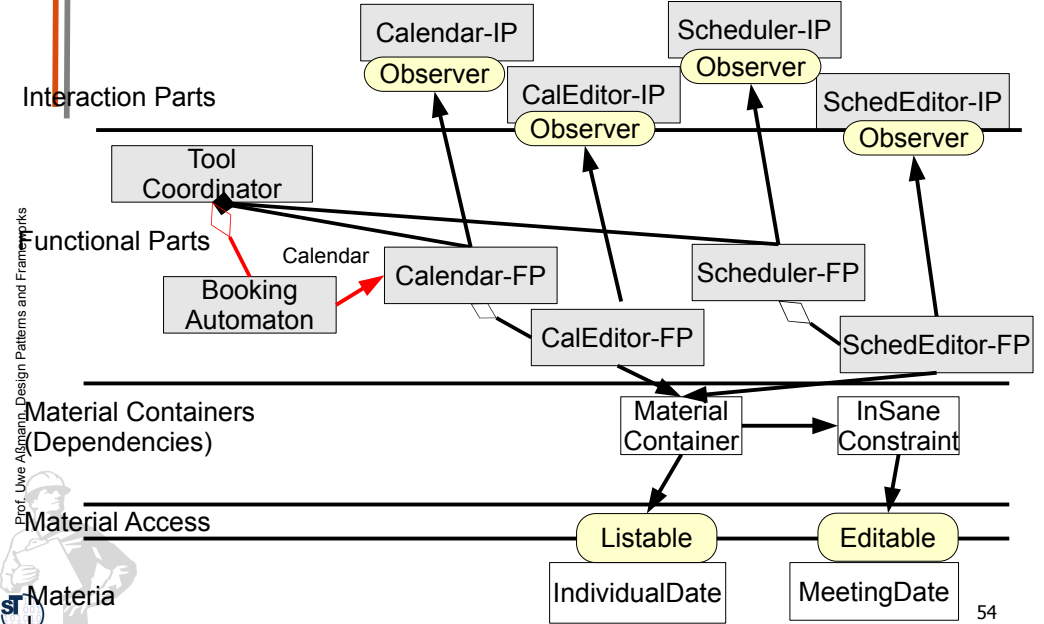 Calendar-IP
Observer
Scheduler-IP
Observer
Interaction Parts
CalEditor-IP
Observer
SchedEditor-IP
Observer
Tool
Coordinator
Functional Parts
Calendar
Calendar-FP
Scheduler-FP
Booking
Automaton
CalEditor-FP
SchedEditor-FP
Material Containers
(Dependencies)
Material
Container
InSane
Constraint
Material Access
Listable
Editable
Materia
l
IndividualDate
MeetingDate
Prof. Uwe Aßmann, Design Patterns and Frameworks
sT
54